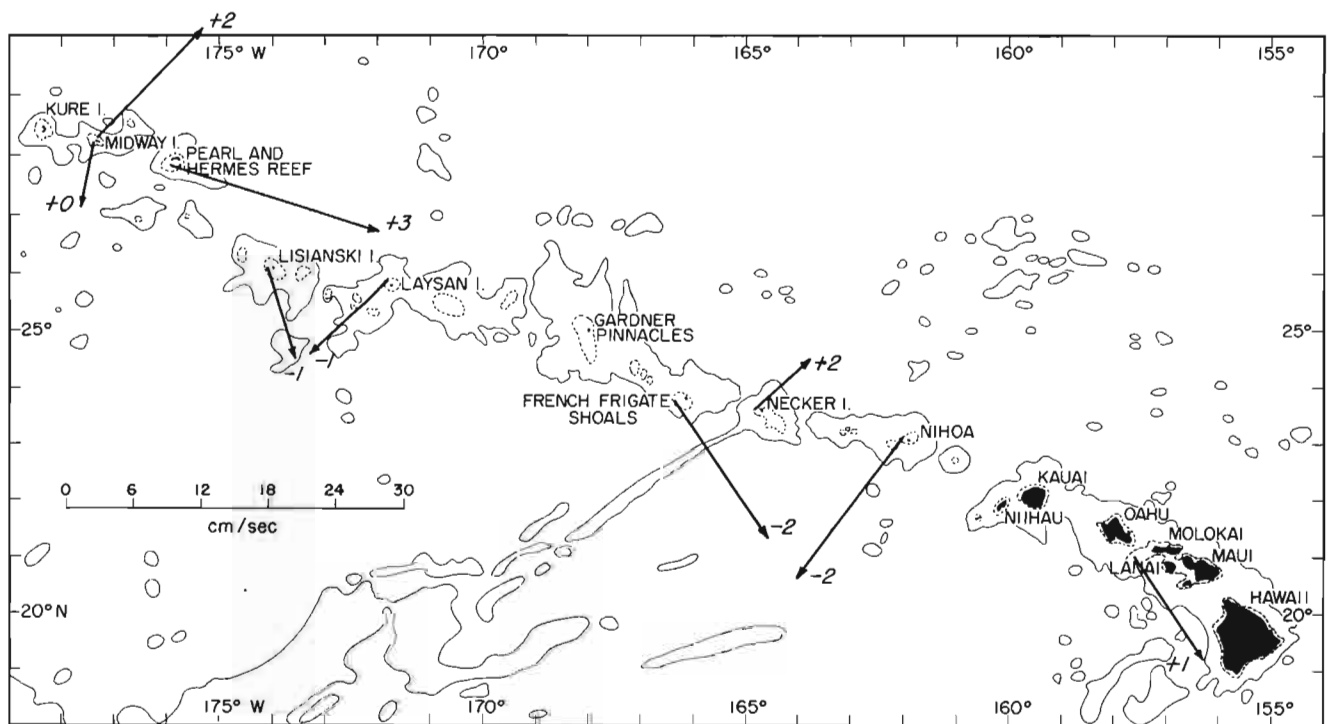 +2
175° W
170°
165°
160°
155°
KURE I.
MIDWAY I.
PEARL AND
HERMES REEF
+0
+3
LISIANSKI I.
LAYSAN I.
25°
25°
GARDNER
PINNACLES
-1
-1
+2
FRENCH FRIGATE
SHOALS
NECKER I.
NIHOA
0 6 12 18 24 30
cm/sec
KAUAI
NIIHAU
OAHU
MOLOKAI
MAUI
LANAI
-2
-2
HAWAII
20° N
20°
+1
175° W
170°
165°
160°
155°